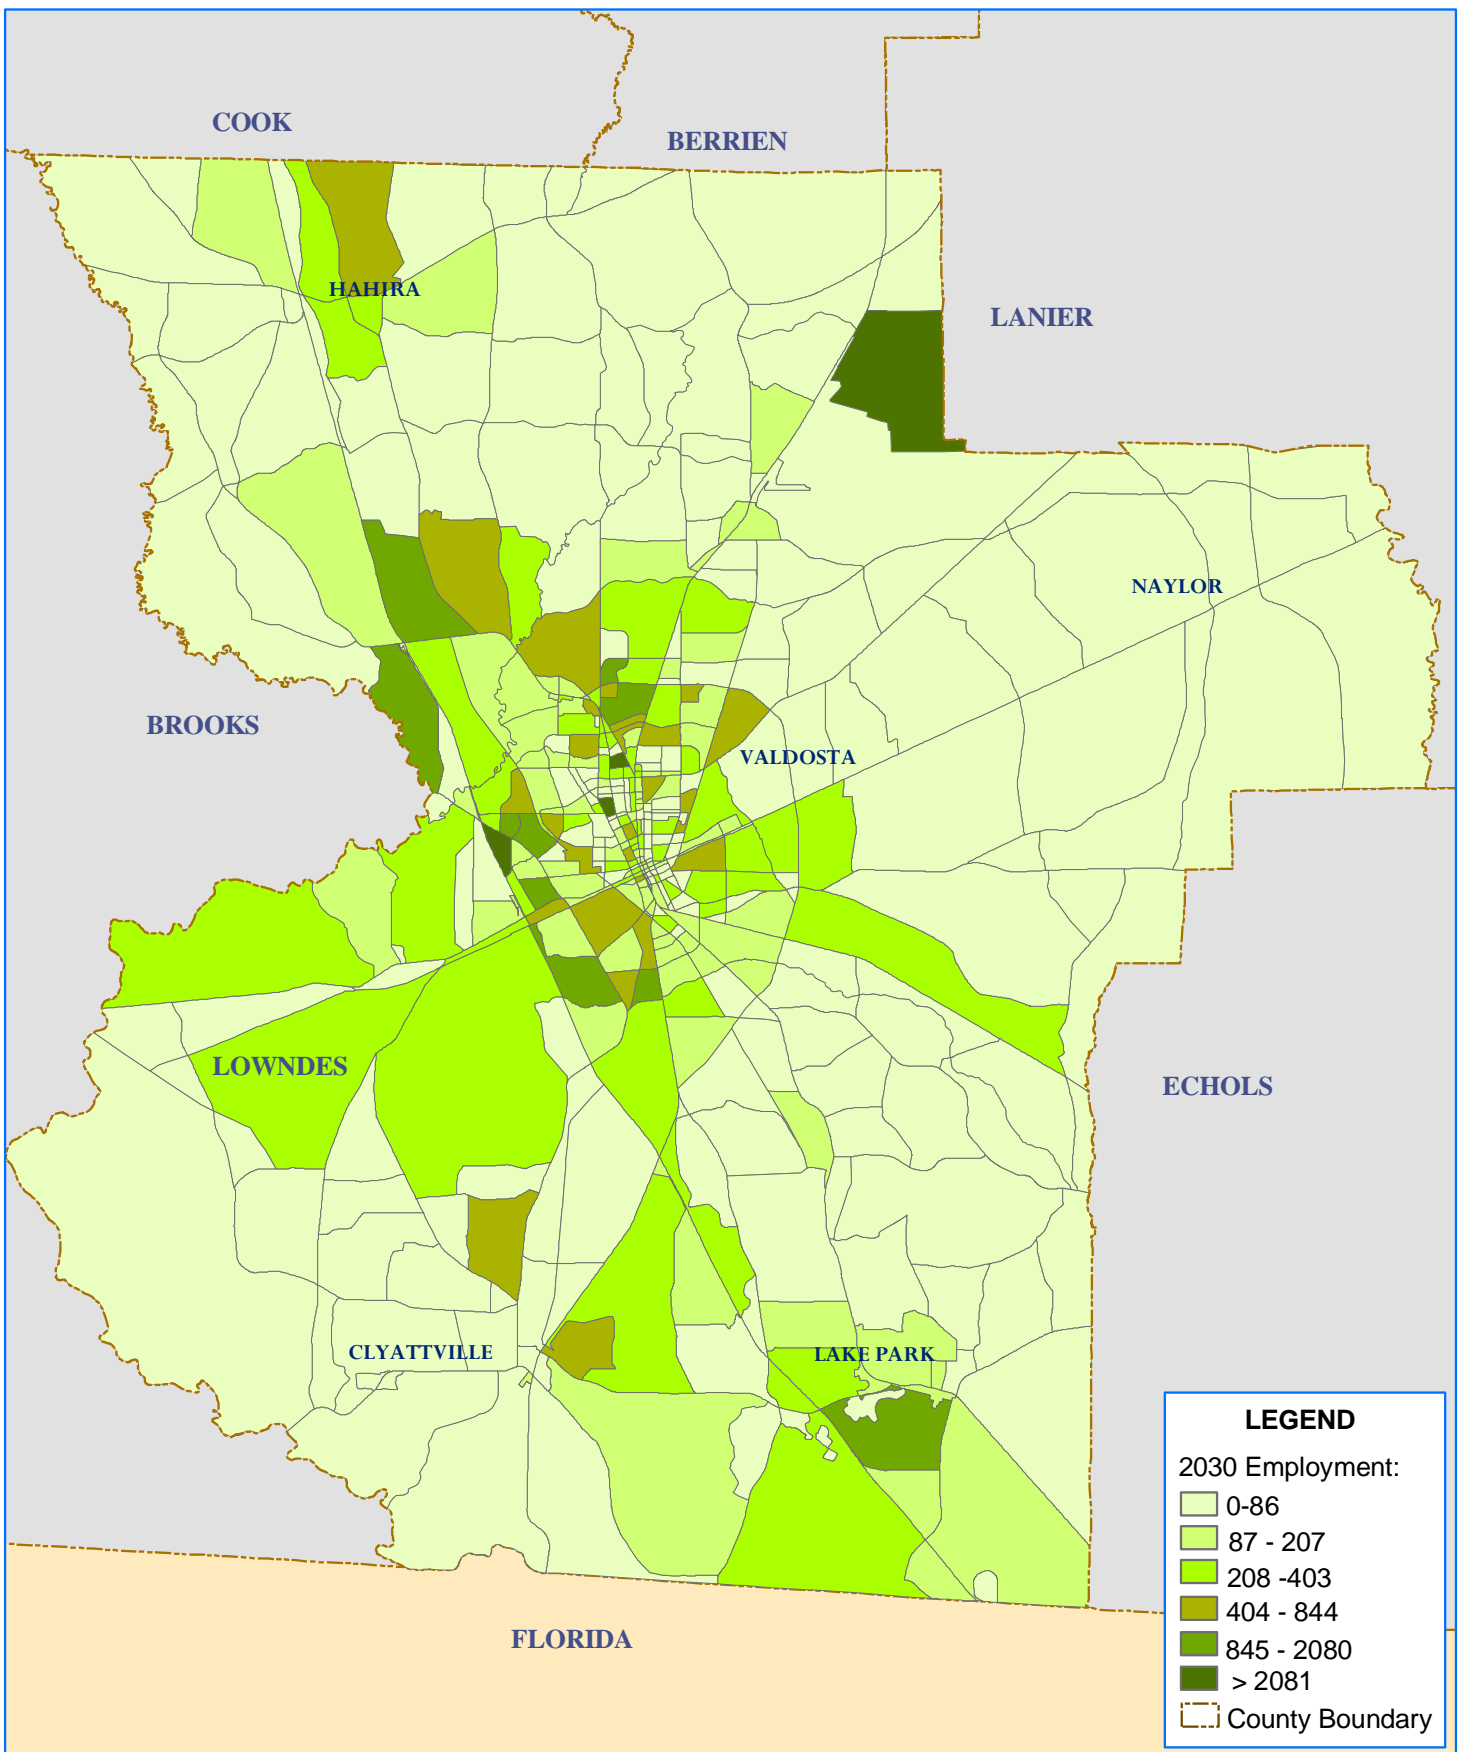 COOK
BERRIEN
HAHIRA
LANIER
NAYLOR
BROOKS
VALDOSTA
LOWNDES
ECHOLS
CLYATTVILLE
LAKE PARK
FLORIDA
LEGEND
2030 Employment:
0-86
87 - 207
208 -403
404 - 844
845 - 2080
> 2081
County Boundary